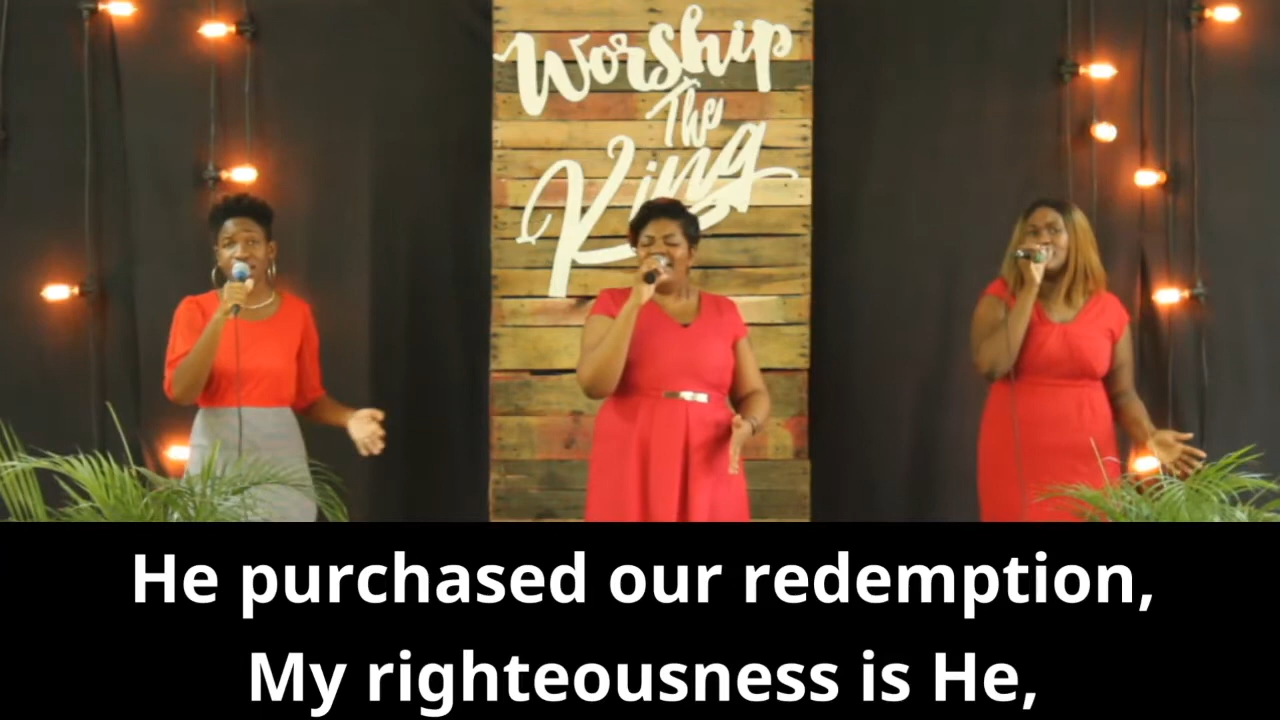 Worship
The
King
He purchased our redemption,
My righteousness is He,